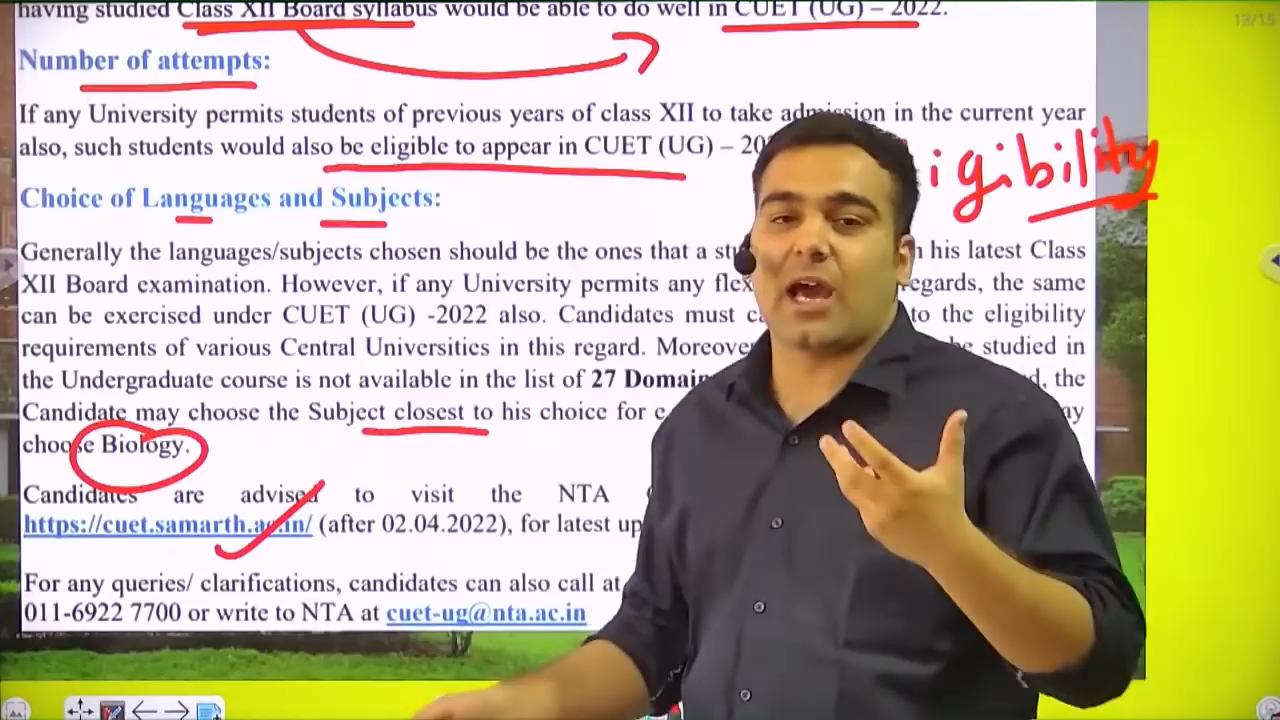 having studied Class XII Board syllabus would be able to do well in CUET (UG) – 2022.
13/15
Number of attempts:
If any University permits students of previous years of class XII to take admission in the current year
also, such students would also be eligible to appear in CUET (UG) – 20
igibility
Choice of Languages and Subjects:
Generally the languages/subjects chosen should be the ones that a his latest Class
XII Board examination. However, if any University permits any regards, the same
can be exercised under CUET (UG) -2022 also. Candidates must to the eligibility
requirements of various Central Universities in this regard. be studied in
the Undergraduate course is not available in the list of 27 the
Candidate may choose the Subject closest to his choice for
choose Biology.
Candidates are advised to visit the NTA
https://cuet.samarth.ac.in/ (after 02.04.2022), for latest
For any queries/ clarifications, candidates can also call at
011-6922 7700 or write to NTA at cuet-ug@nta.ac.in